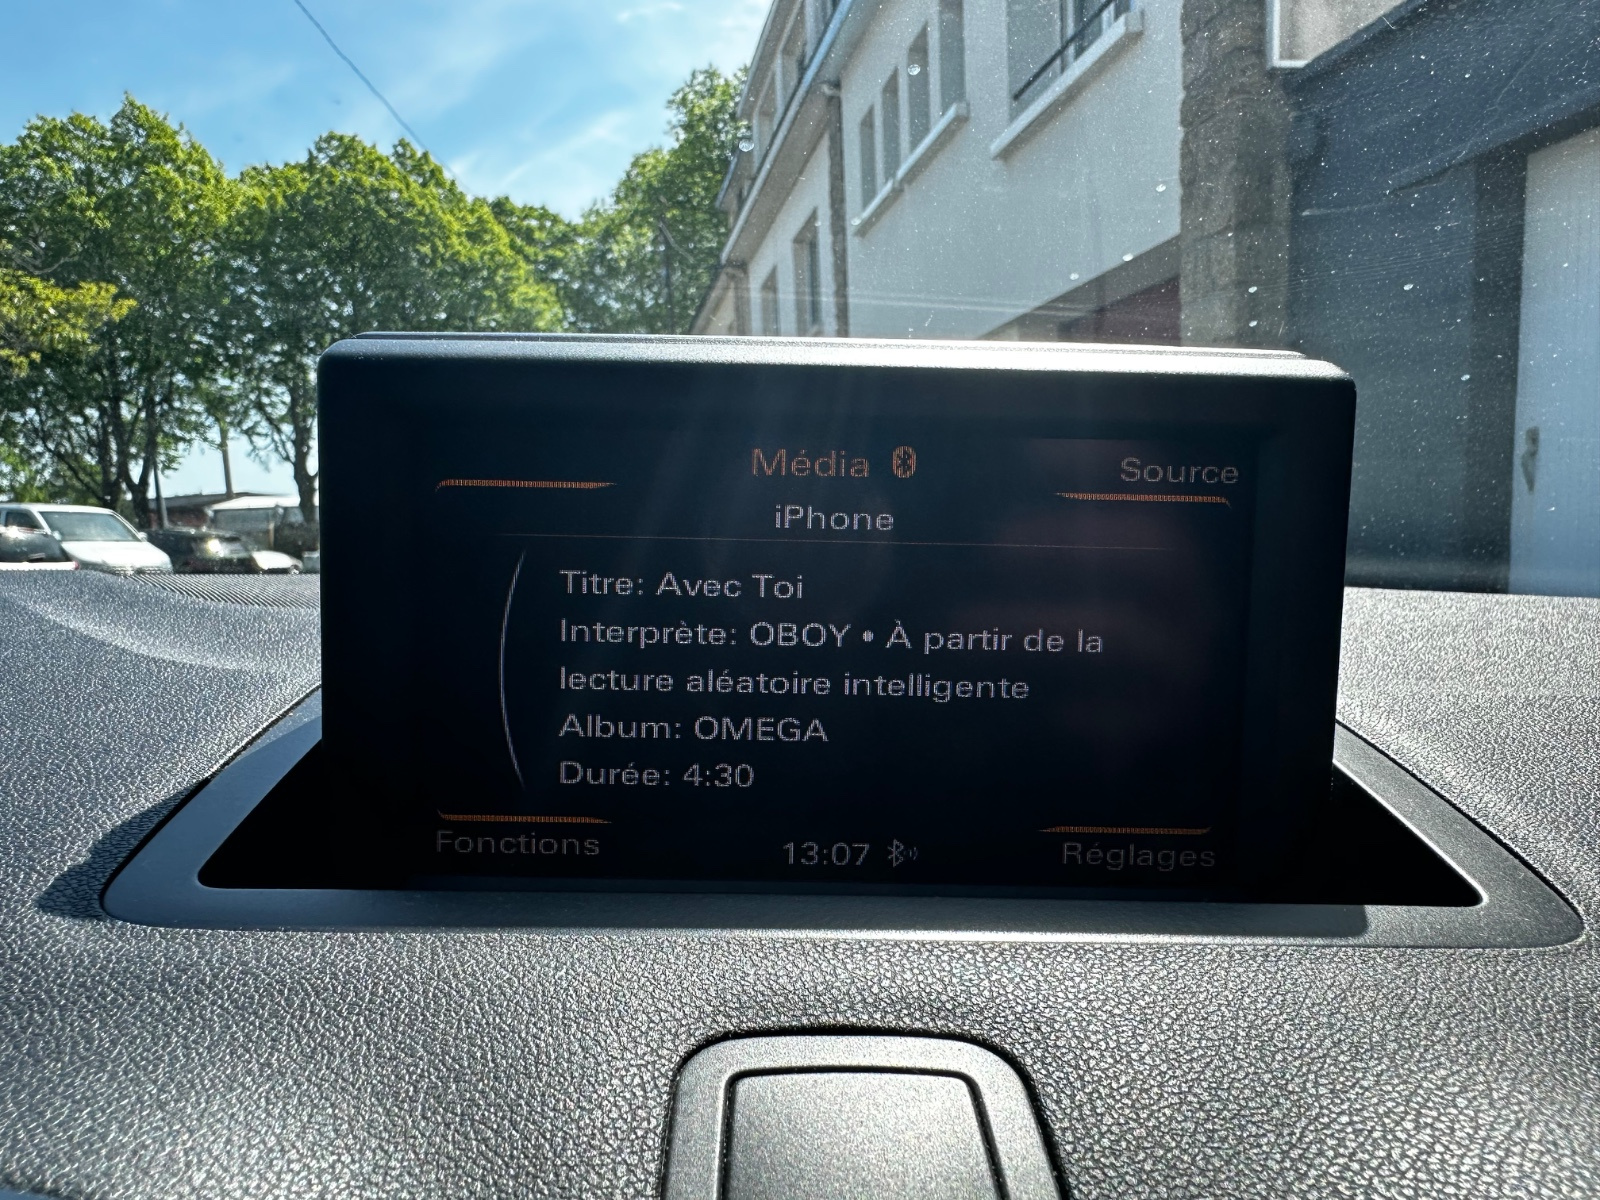 Média
Source
iPhone
Titre: Avec Toi
Interprète: OBOY • À partir de la
lecture aléatoire intelligente
Album: OMEGA
Durée: 4:30
Fonctions
13:07
Réglages